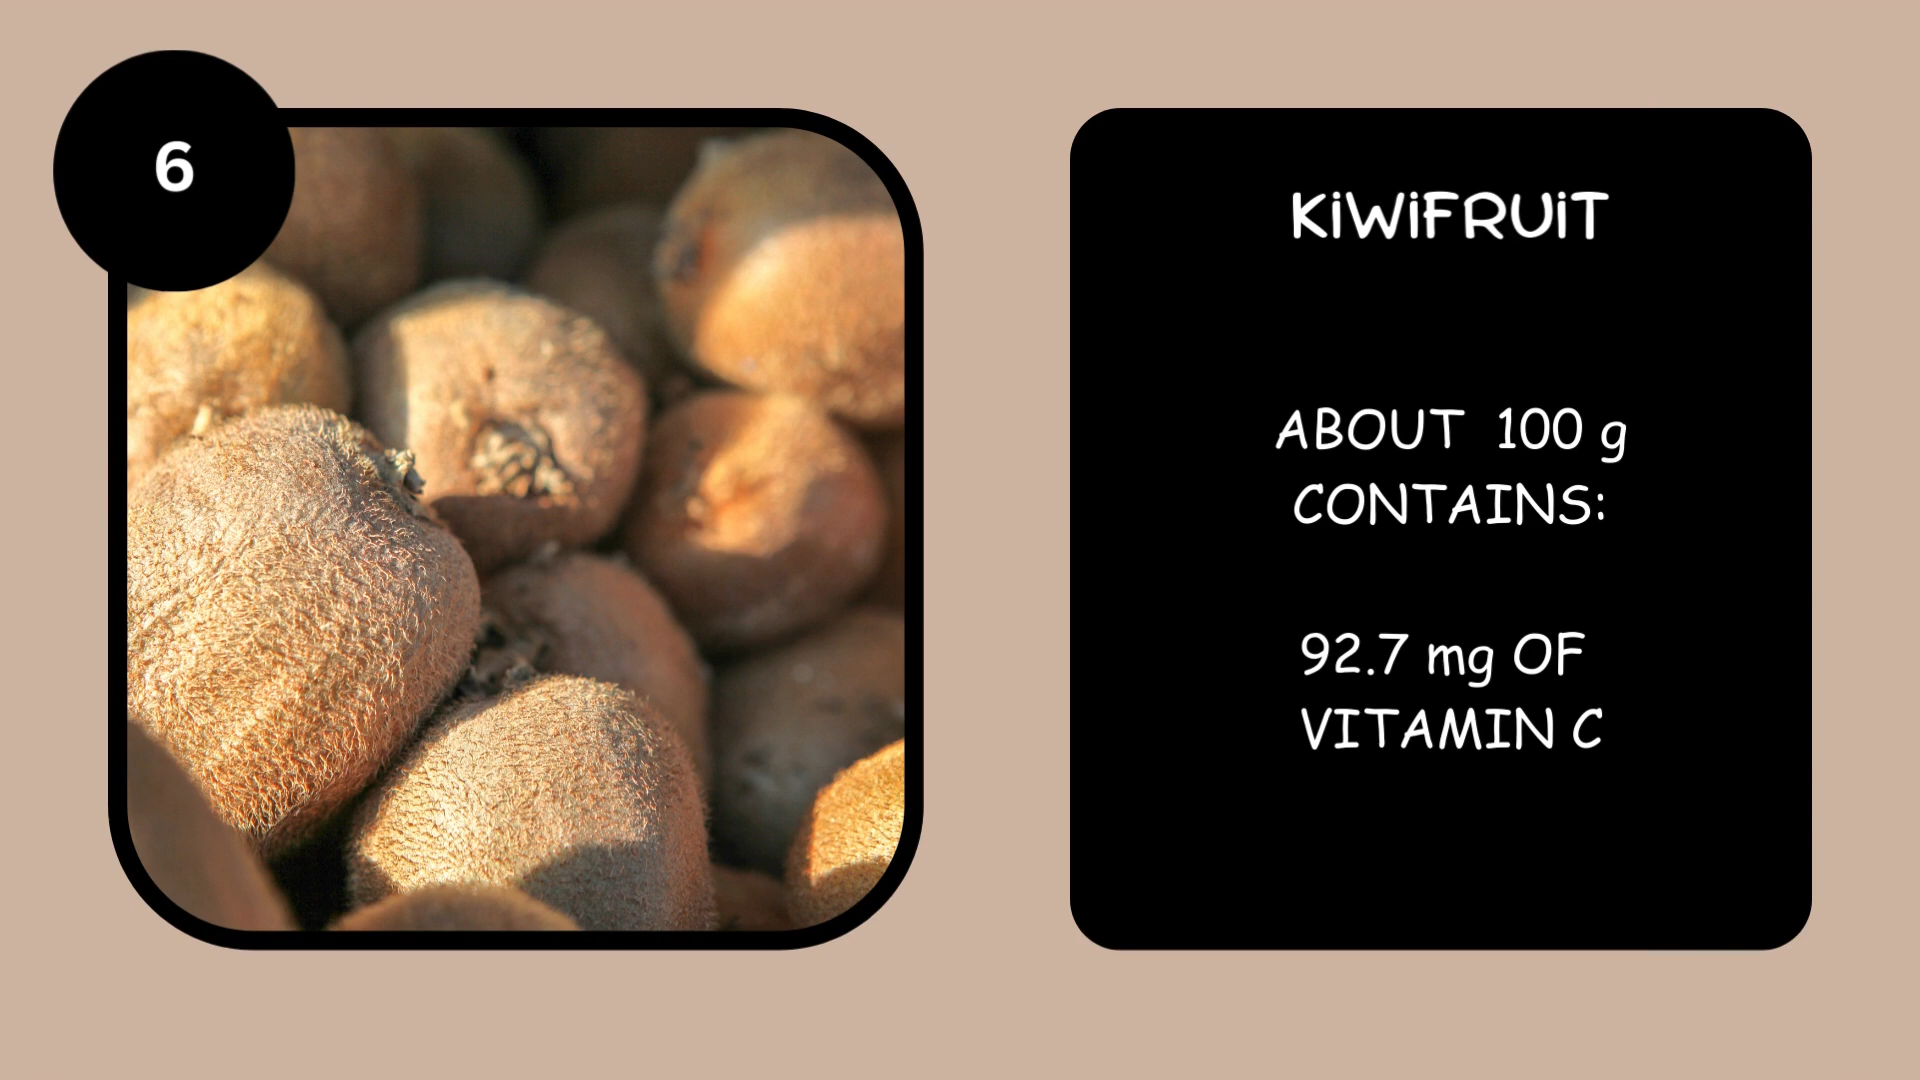 6
KiWiFRUiT
ABOUT 100 g
CONTAINS:
92.7 mg OF
VITAMIN C